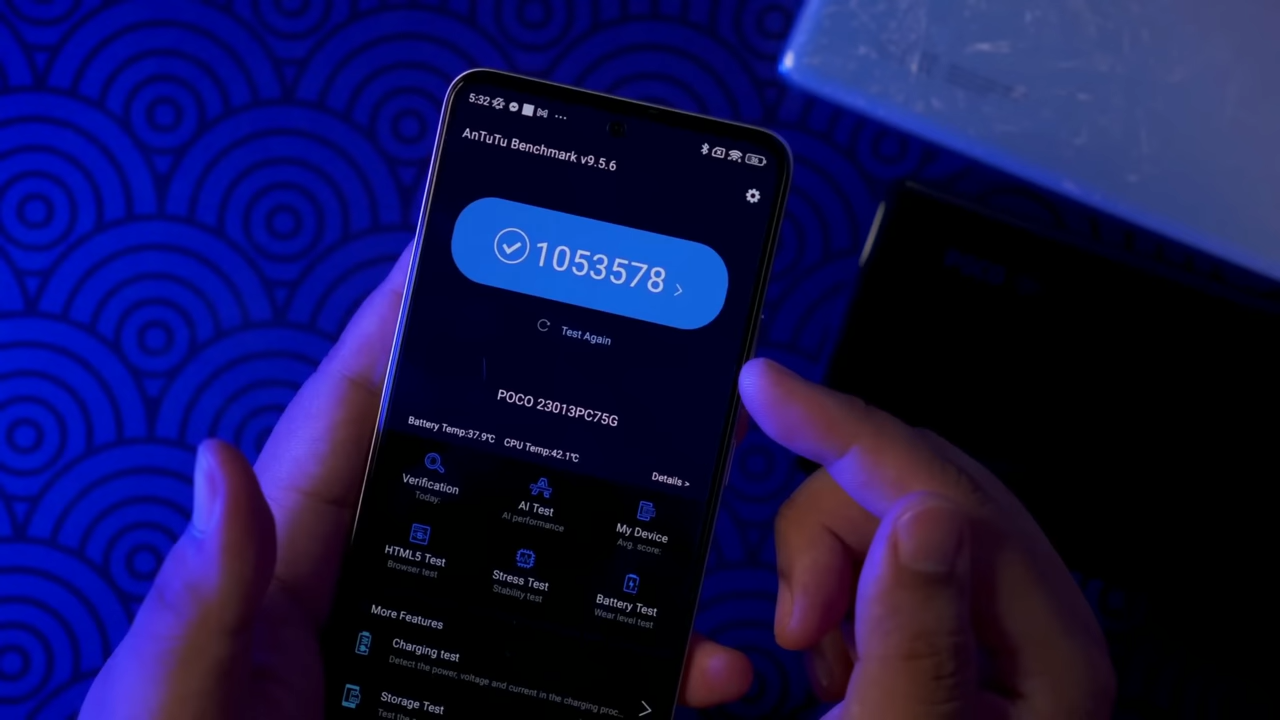 5:32
AnTuTu Benchmark v9.5.6
1053578 >
Test Again
POCO 23013PC75G
Battery Temp:37.9℃ CPU Temp:42.1℃
Details >
Verification
Today:
AI Test
AI performance
My Device
Avg. score:
HTML5 Test
Browser test
Stress Test
Stability test
Battery Test
Wear level test
More Features
Charging test
Detect the power, voltage and current in the charging proc...
Storage Test
Test the